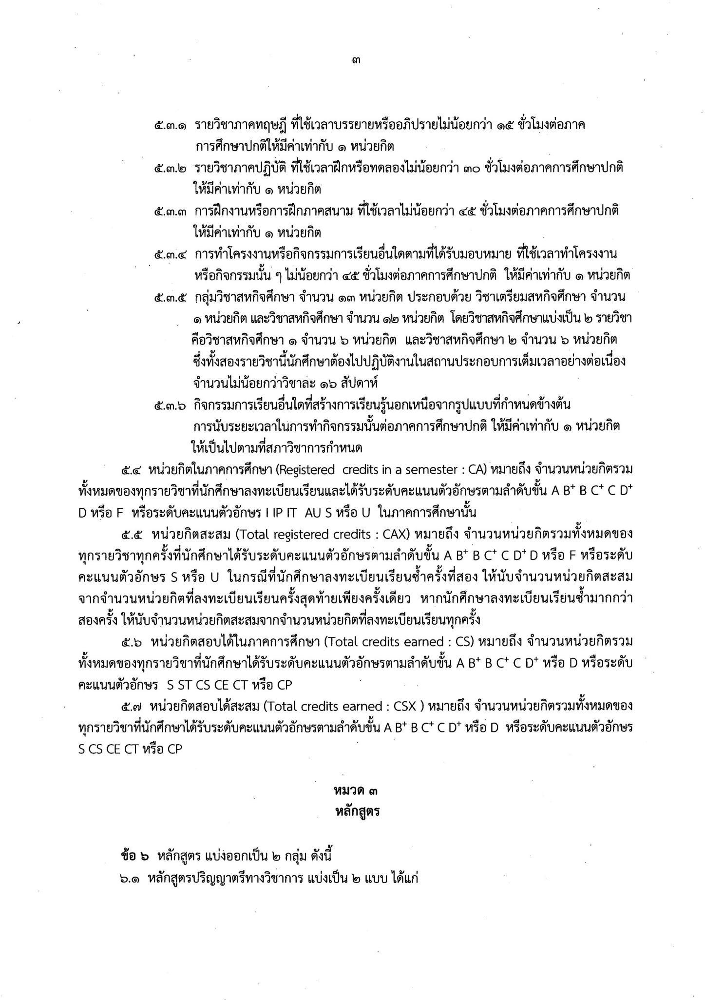 ๓
๕.๓.๑ รายวิชาภาคทฤษฎี ที่ใช้เวลาบรรยายหรืออภิปรายไม่น้อยกว่า ๑๕ ชั่วโมงต่อภาค
การศึกษาปกติให้มีค่าเท่ากับ ๑ หน่วยกิต
๕.๓.๒ รายวิชาภาคปฏิบัติ ที่ใช้เวลาฝึกหรือทดลองไม่น้อยกว่า ๓๐ ชั่วโมงต่อภาคการศึกษาปกติ
ให้มีค่าเท่ากับ ๑ หน่วยกิต
๕.๓.๓ การฝึกงานหรือการฝึกภาคสนาม ที่ใช้เวลาไม่น้อยกว่า ๔๕ ชั่วโมงต่อภาคการศึกษาปกติ
ให้มีค่าเท่ากับ ๑ หน่วยกิต
๕.๓.๔ การทำโครงงานหรือกิจกรรมการเรียนอื่นใดตามที่ได้รับมอบหมาย ที่ใช้เวลาทำโครงงาน
หรือกิจกรรมนั้น ๆ ไม่น้อยกว่า ๔๕ ชั่วโมงต่อภาคการศึกษาปกติ ให้มีค่าเท่ากับ ๑ หน่วยกิต
๕.๓.๕ กลุ่มวิชาสหกิจศึกษา จำนวน ๑๓ หน่วยกิต ประกอบด้วย วิชาเตรียมสหกิจศึกษา จำนวน
๑ หน่วยกิต และวิชาสหกิจศึกษา จำนวน ๑๒ หน่วยกิต โดยวิชาสหกิจศึกษาแบ่งเป็น ๒ รายวิชา
คือวิชาสหกิจศึกษา ๑ จำนวน ๖ หน่วยกิต และวิชาสหกิจศึกษา ๒ จำนวน ๖ หน่วยกิต
ซึ่งทั้งสองรายวิชานี้นักศึกษาต้องไปปฏิบัติงานในสถานประกอบการเต็มเวลาอย่างต่อเนื่อง
จำนวนไม่น้อยกว่าวิชาละ ๑๖ สัปดาห์
๕.๓.๖ กิจกรรมการเรียนอื่นใดที่สร้างการเรียนรู้นอกเหนือจากรูปแบบที่กำหนดข้างต้น
การนับระยะเวลาในการทำกิจกรรมนั้นต่อภาคการศึกษาปกติ ให้มีค่าเท่ากับ ๑ หน่วยกิต
ให้เป็นไปตามที่สภาวิชาการกำหนด
๕.๔ หน่วยกิตในภาคการศึกษา (Registered credits in a semester : CA) หมายถึง จำนวนหน่วยกิตรวม
ทั้งหมดของทุกรายวิชาที่นักศึกษาลงทะเบียนเรียนและได้รับระดับคะแนนตัวอักษรตามลำดับขั้น A B⁺ B C⁺ C D⁺
D หรือ F หรือระดับคะแนนตัวอักษร I IP IT AU S หรือ U ในภาคการศึกษานั้น
๕.๕ หน่วยกิตสะสม (Total registered credits : CAX) หมายถึง จำนวนหน่วยกิตรวมทั้งหมดของ
ทุกรายวิชาทุกครั้งที่นักศึกษาได้รับระดับคะแนนตัวอักษรตามลำดับขั้น A B⁺ B C⁺ C D⁺ D หรือ F หรือระดับ
คะแนนตัวอักษร S หรือ U ในกรณีที่นักศึกษาลงทะเบียนเรียนซ้ำครั้งที่สอง ให้นับจำนวนหน่วยกิตสะสม
จากจำนวนหน่วยกิตที่ลงทะเบียนเรียนครั้งสุดท้ายเพียงครั้งเดียว หากนักศึกษาลงทะเบียนเรียนซ้ำมากกว่า
สองครั้ง ให้นับจำนวนหน่วยกิตสะสมจากจำนวนหน่วยกิตที่ลงทะเบียนเรียนทุกครั้ง
๕.๖ หน่วยกิตสอบได้ในภาคการศึกษา (Total credits earned : CS) หมายถึง จำนวนหน่วยกิตรวม
ทั้งหมดของทุกรายวิชาที่นักศึกษาได้รับระดับคะแนนตัวอักษรตามลำดับขั้น A B⁺ B C⁺ C D⁺ หรือ D หรือระดับ
คะแนนตัวอักษร S ST CS CE CT หรือ CP
๕.๗ หน่วยกิตสอบได้สะสม (Total credits earned : CSX ) หมายถึง จำนวนหน่วยกิตรวมทั้งหมดของ
ทุกรายวิชาที่นักศึกษาได้รับระดับคะแนนตัวอักษรตามลำดับขั้น A B⁺ B C⁺ C D⁺ หรือ D หรือระดับคะแนนตัวอักษร
S CS CE CT หรือ CP
หมวด ๓
หลักสูตร
ข้อ ๖ หลักสูตร แบ่งออกเป็น ๒ กลุ่ม ดังนี้
๖.๑ หลักสูตรปริญญาตรีทางวิชาการ แบ่งเป็น ๒ แบบ ได้แก่